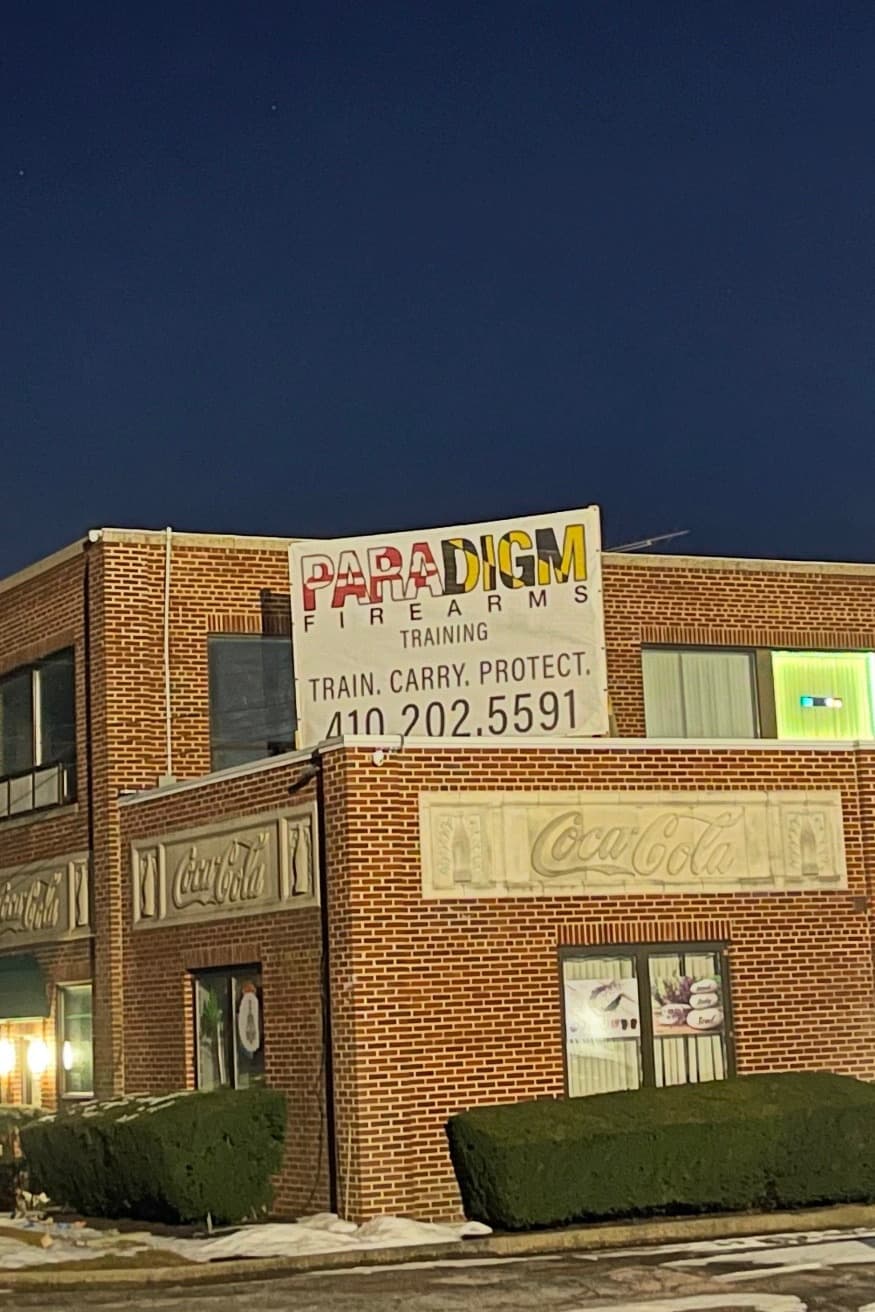 PARADIGM
FIREARMS
TRAINING
TRAIN. CARRY. PROTECT.
410.202.5591
Coca-Cola
Coca-Cola
Coca-Cola